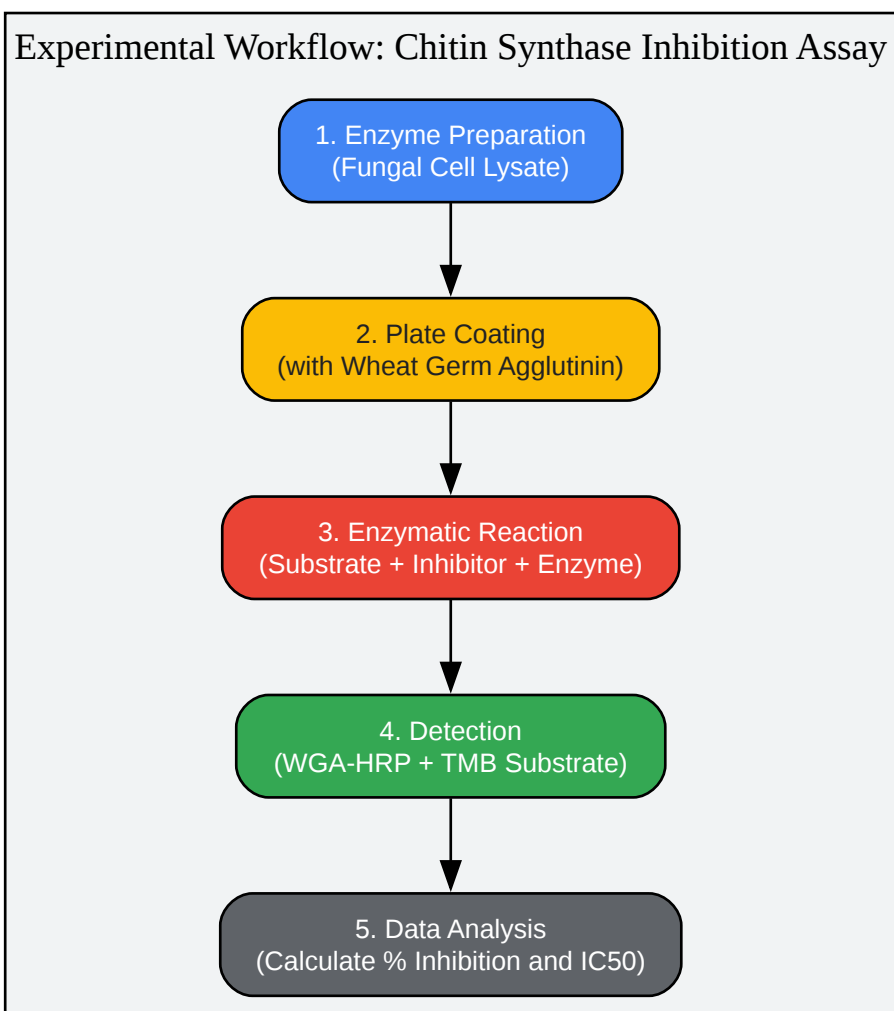 Experimental Workflow: Chitin Synthase Inhibition Assay
1. Enzyme Preparation
(Fungal Cell Lysate)
2. Plate Coating
(with Wheat Germ Agglutinin)
3. Enzymatic Reaction
(Substrate + Inhibitor + Enzyme)
4. Detection
(WGA-HRP + TMB Substrate)
5. Data Analysis
(Calculate % Inhibition and IC50)